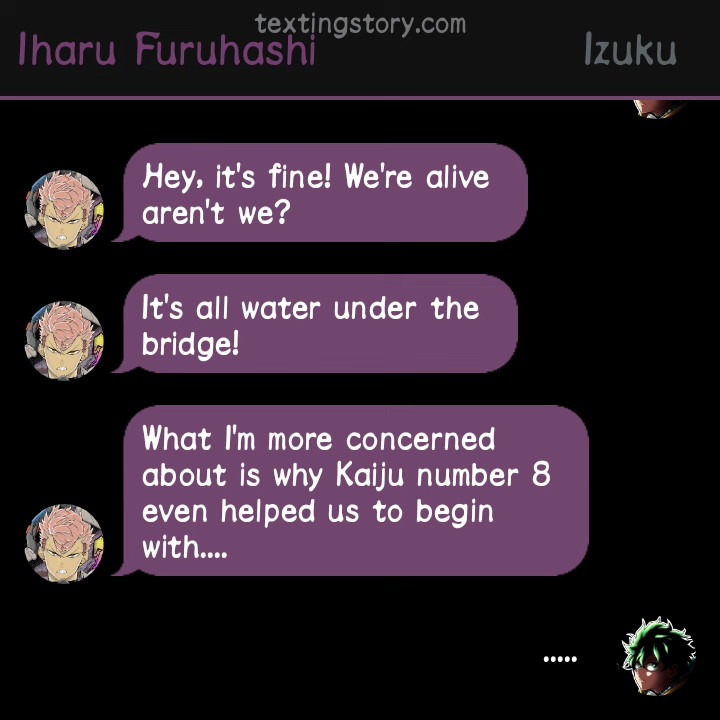 textingstory.com
Iharu Furuhashi
Izuku
Hey, it's fine! We're alive
aren't we?
It's all water under the
bridge!
What I'm more concerned
about is why Kaiju number 8
even helped us to begin
with....
.....